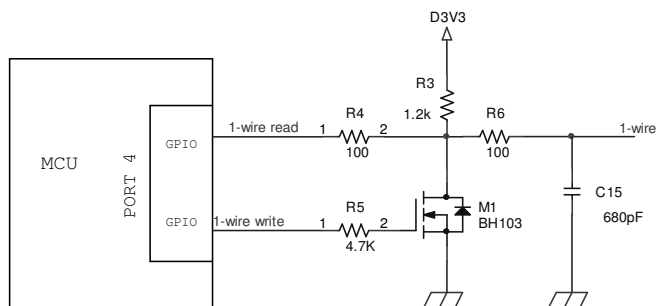 D3V3
R3
1.2k
R4
R6
1-wire read
1
2
1-wire
GPIO
100
100
MCU
PORT 4
C15
680pF
GPIO
1-wire write
R5
1
2
M1
BH103
4.7K